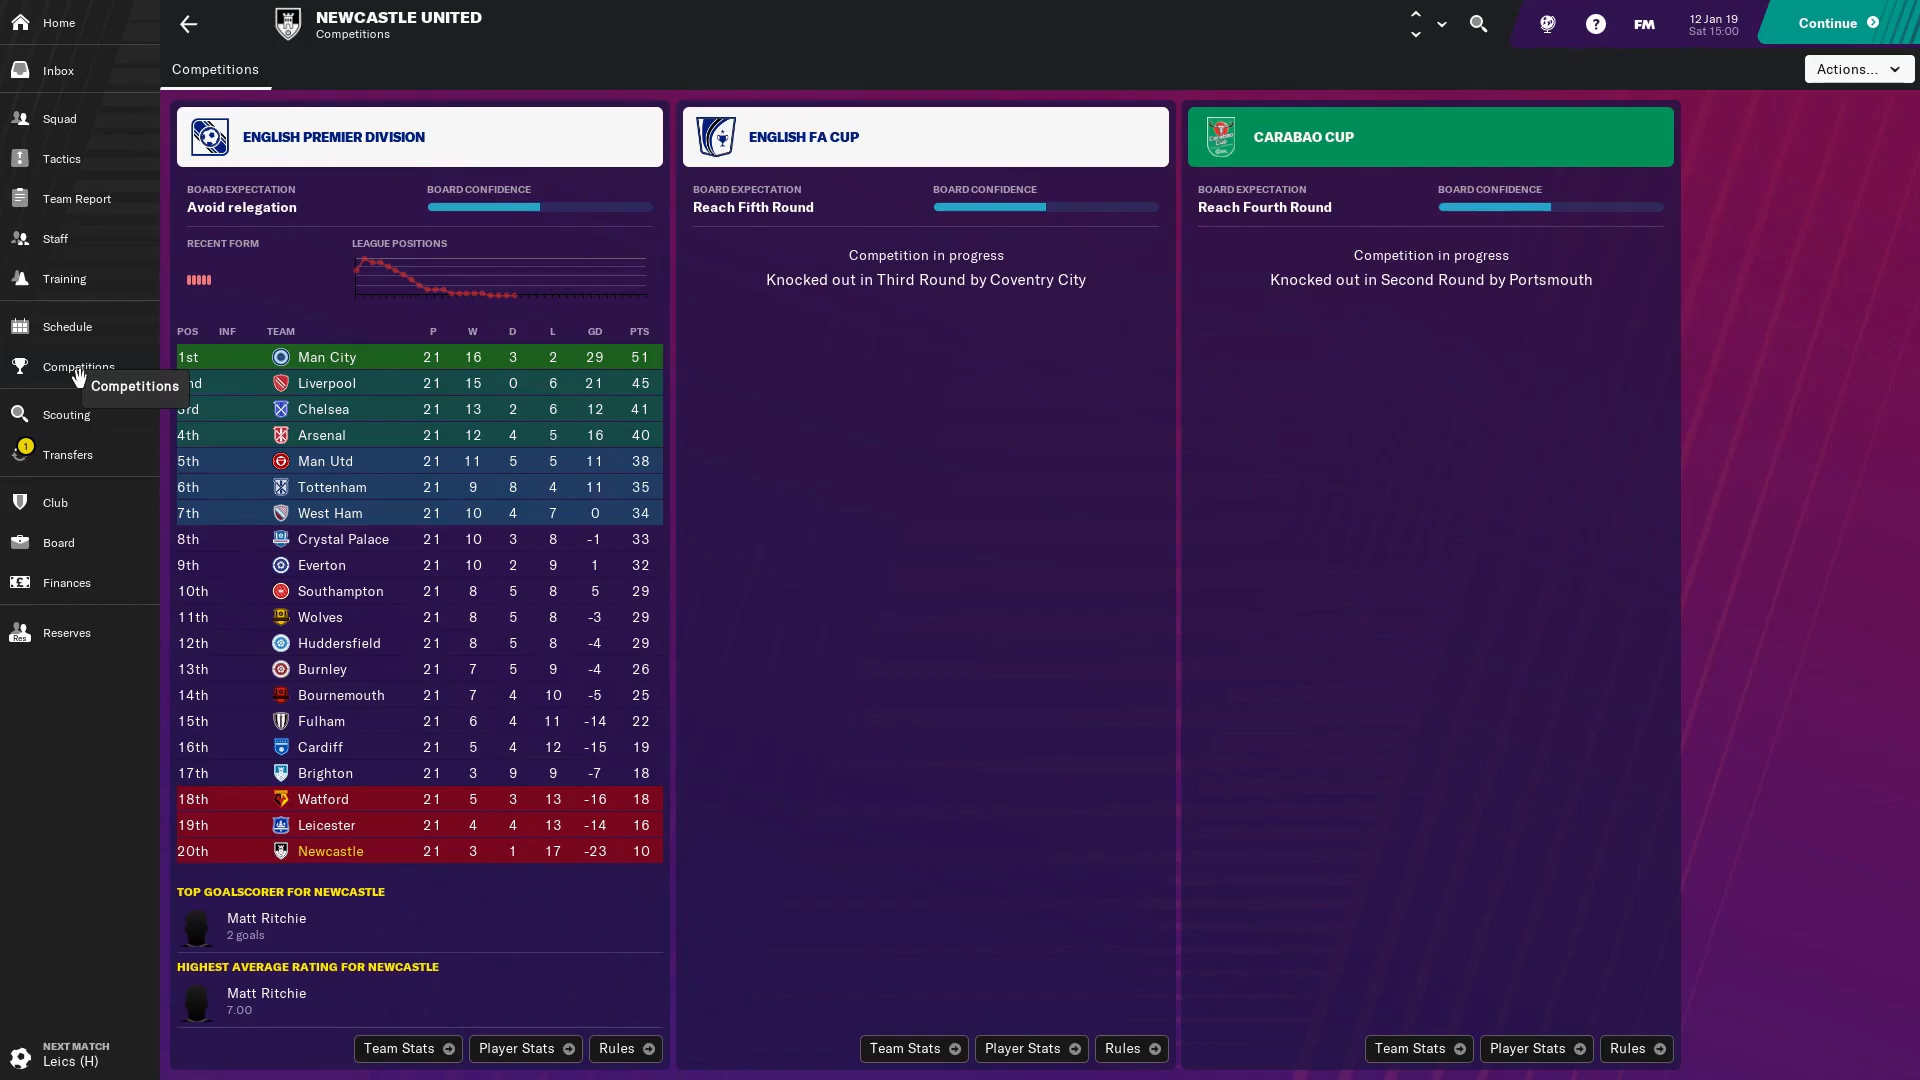 Home
Inbox
Squad
Tactics
Team Report
Staff
Training
Schedule
Competitions
Competitions
Scouting
1
Transfers
Club
Board
Finances
Res
Reserves
NEXT MATCH
Leics (H)
NEWCASTLE UNITED
Competitions
FM
12 Jan 19
Sat 15:00
Continue
Competitions
Actions...
ENGLISH PREMIER DIVISION
BOARD EXPECTATION BOARD CONFIDENCE
Avoid relegation
RECENT FORM LEAGUE POSITIONS
POS INF TEAM P W D L GD PTS
1st Man City 21 16 3 2 29 51
nd Liverpool 21 15 0 6 21 45
3rd Chelsea 21 13 2 6 12 41
4th Arsenal 21 12 4 5 16 40
5th Man Utd 21 11 5 5 11 38
6th Tottenham 21 9 8 4 11 35
7th West Ham 21 10 4 7 0 34
8th Crystal Palace 21 10 3 8 -1 33
9th Everton 21 10 2 9 1 32
10th Southampton 21 8 5 8 5 29
11th Wolves 21 8 5 8 -3 29
12th Huddersfield 21 8 5 8 -4 29
13th Burnley 21 7 5 9 -4 26
14th Bournemouth 21 7 4 10 -5 25
15th Fulham 21 6 4 11 -14 22
16th Cardiff 21 5 4 12 -15 19
17th Brighton 21 3 9 9 -7 18
18th Watford 21 5 3 13 -16 18
19th Leicester 21 4 4 13 -14 16
20th Newcastle 21 3 1 17 -23 10
TOP GOALSCORER FOR NEWCASTLE
Matt Ritchie
2 goals
HIGHEST AVERAGE RATING FOR NEWCASTLE
Matt Ritchie
7.00
Team Stats Player Stats Rules
ENGLISH FA CUP
BOARD EXPECTATION BOARD CONFIDENCE
Reach Fifth Round
Competition in progress
Knocked out in Third Round by Coventry City
Team Stats Player Stats Rules
Carabao Cup
CARABAO CUP
BOARD EXPECTATION BOARD CONFIDENCE
Reach Fourth Round
Competition in progress
Knocked out in Second Round by Portsmouth
Team Stats Player Stats Rules